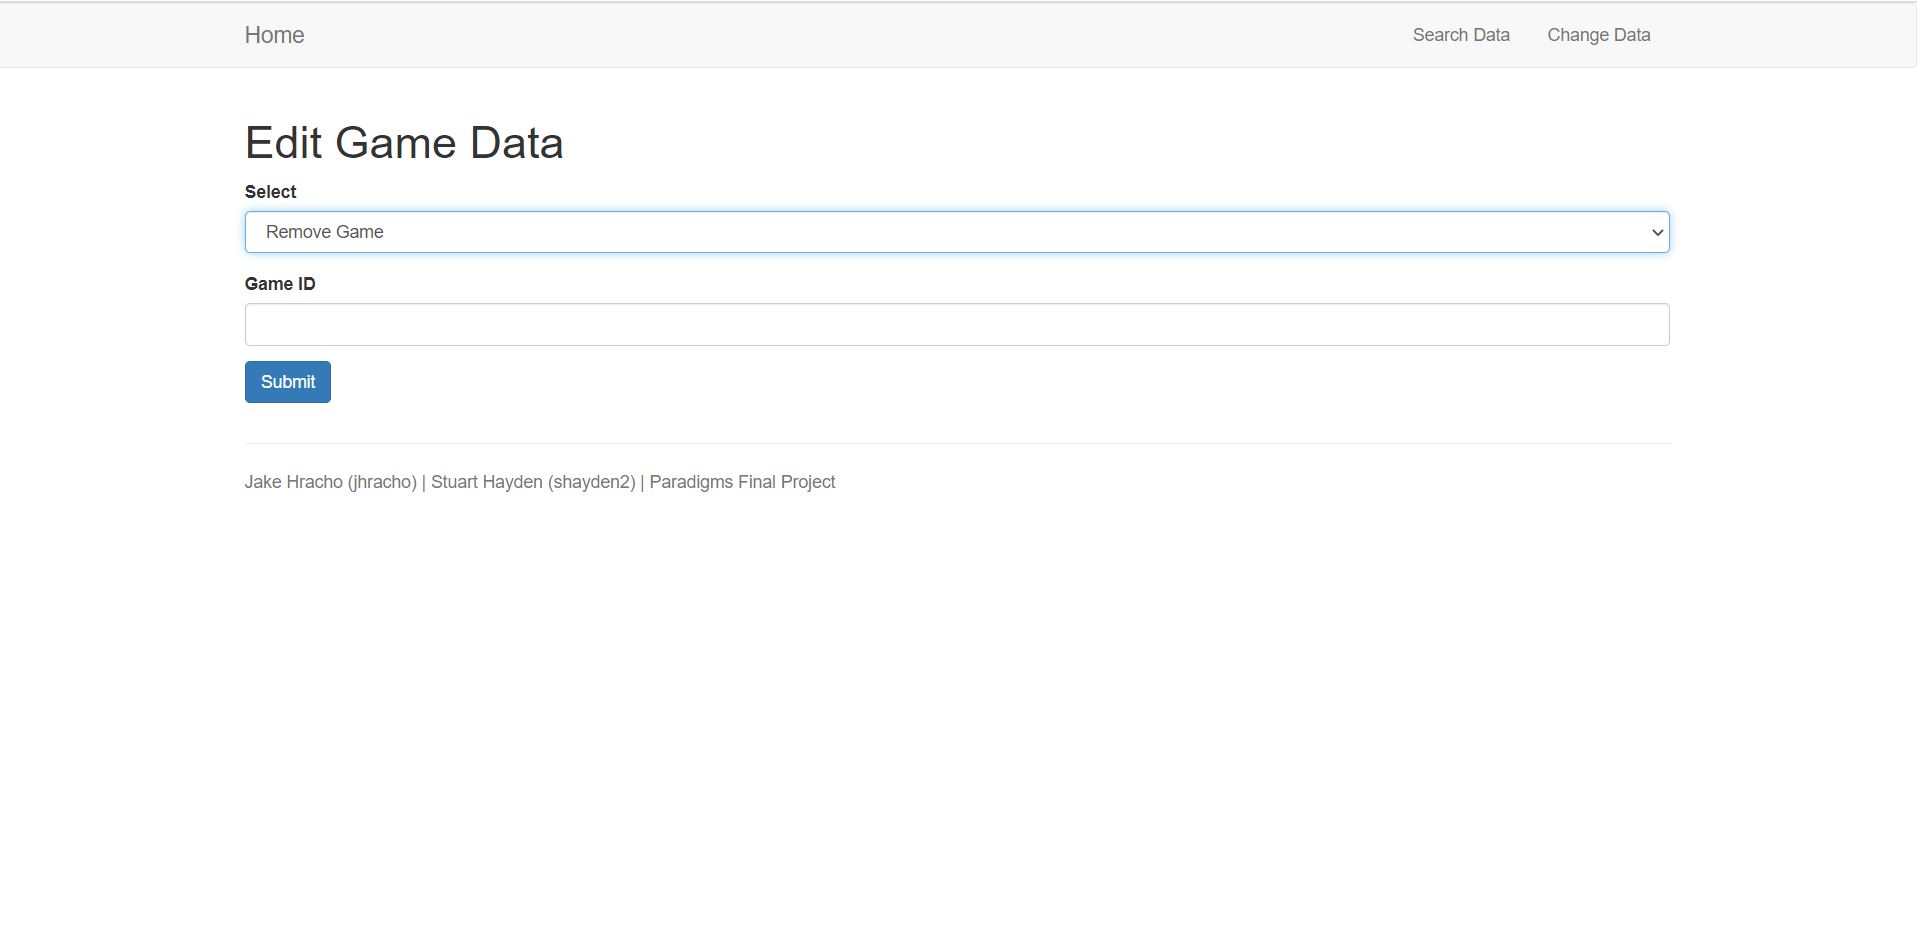 Home Search Data Change Data
Edit Game Data
Select
Remove Game
Game ID
Submit
Jake Hracho (jhracho) | Stuart Hayden (shayden2) | Paradigms Final Project